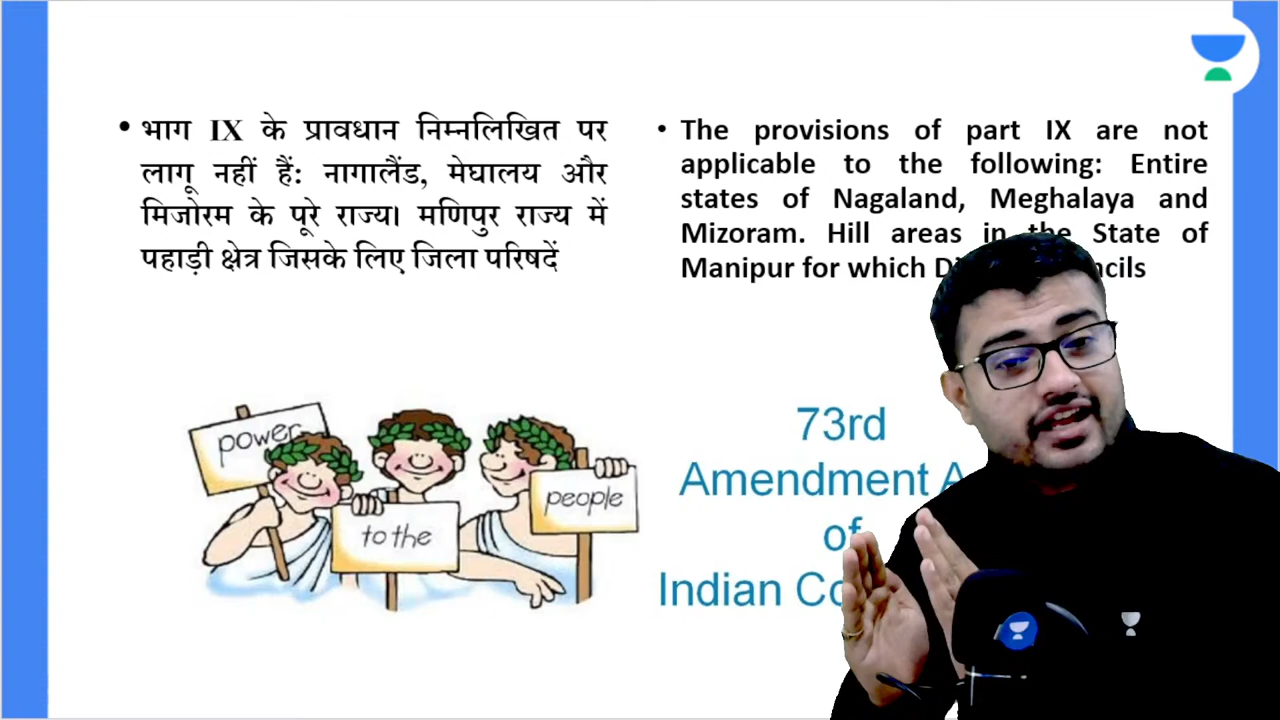 • भाग IX के प्रावधान निम्नलिखित पर
लागू नहीं हैं: नागालैंड, मेघालय और
मिजोरम के पूरे राज्य। मणिपुर राज्य में
पहाड़ी क्षेत्र जिसके लिए जिला परिषदें
• The provisions of part IX are not
applicable to the following: Entire
states of Nagaland, Meghalaya and
Mizoram. Hill areas in the State of
Manipur for which
power
to the
people
73rd
Amendment
of
Indian